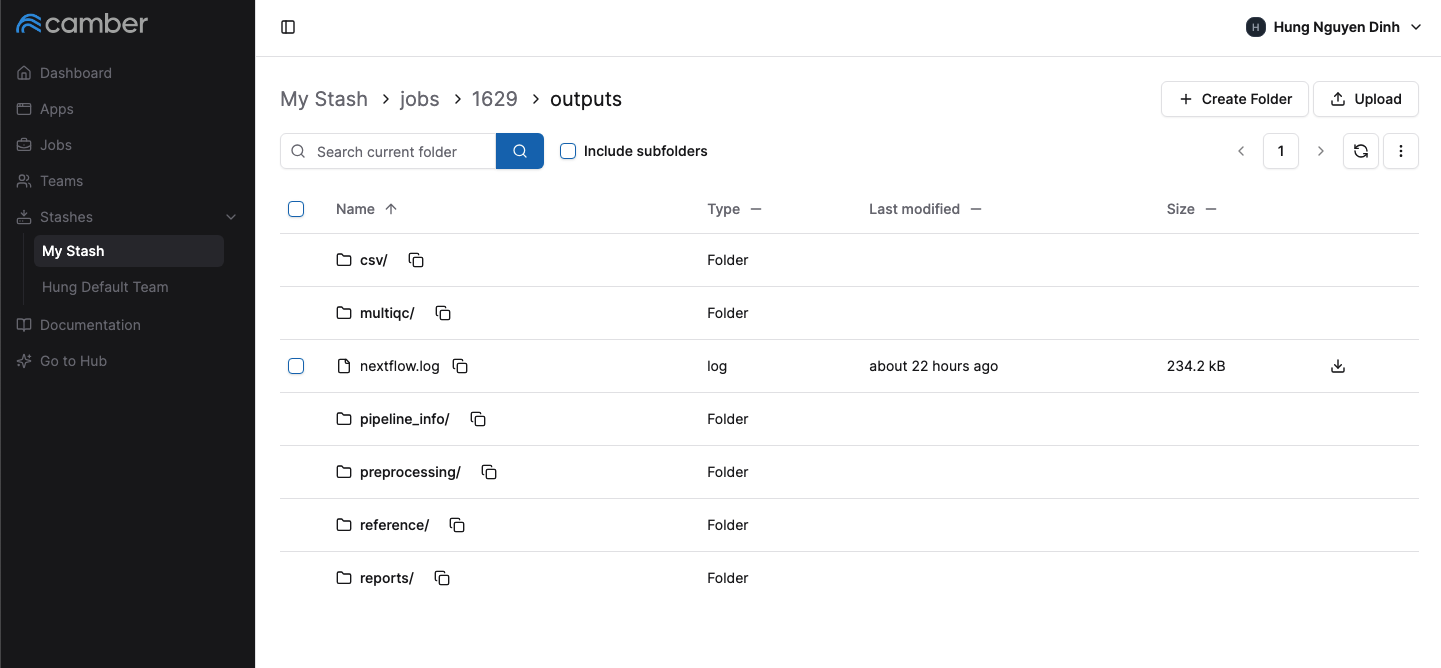 camber
Hung Nguyen Dinh
H
Dashboard
Apps
Jobs
Teams
Stashes
My Stash
Hung Default Team
Documentation
Go to Hub
My Stash > jobs > 1629 > outputs
Create Folder
Upload
Search current folder
Include subfolders
1
Name Type Last modified Size
csv/ Folder
multiqc/ Folder
nextflow.log log about 22 hours ago 234.2 kB
pipeline_info/ Folder
preprocessing/ Folder
reference/ Folder
reports/ Folder